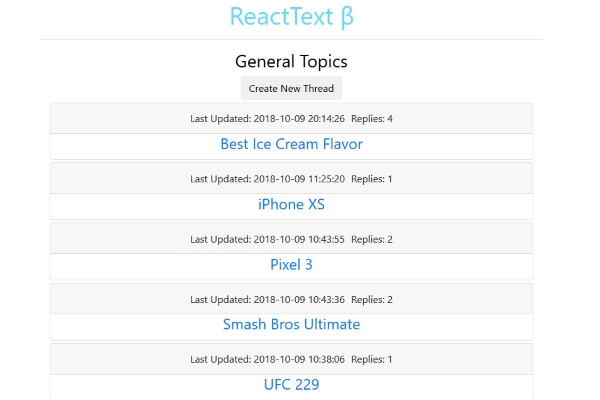 ReactText β
General Topics
Create New Thread
Last Updated: 2018-10-09 20:14:26 Replies: 4
Best Ice Cream Flavor
Last Updated: 2018-10-09 11:25:20 Replies: 1
iPhone XS
Last Updated: 2018-10-09 10:43:55 Replies: 2
Pixel 3
Last Updated: 2018-10-09 10:43:36 Replies: 2
Smash Bros Ultimate
Last Updated: 2018-10-09 10:38:06 Replies: 1
UFC 229